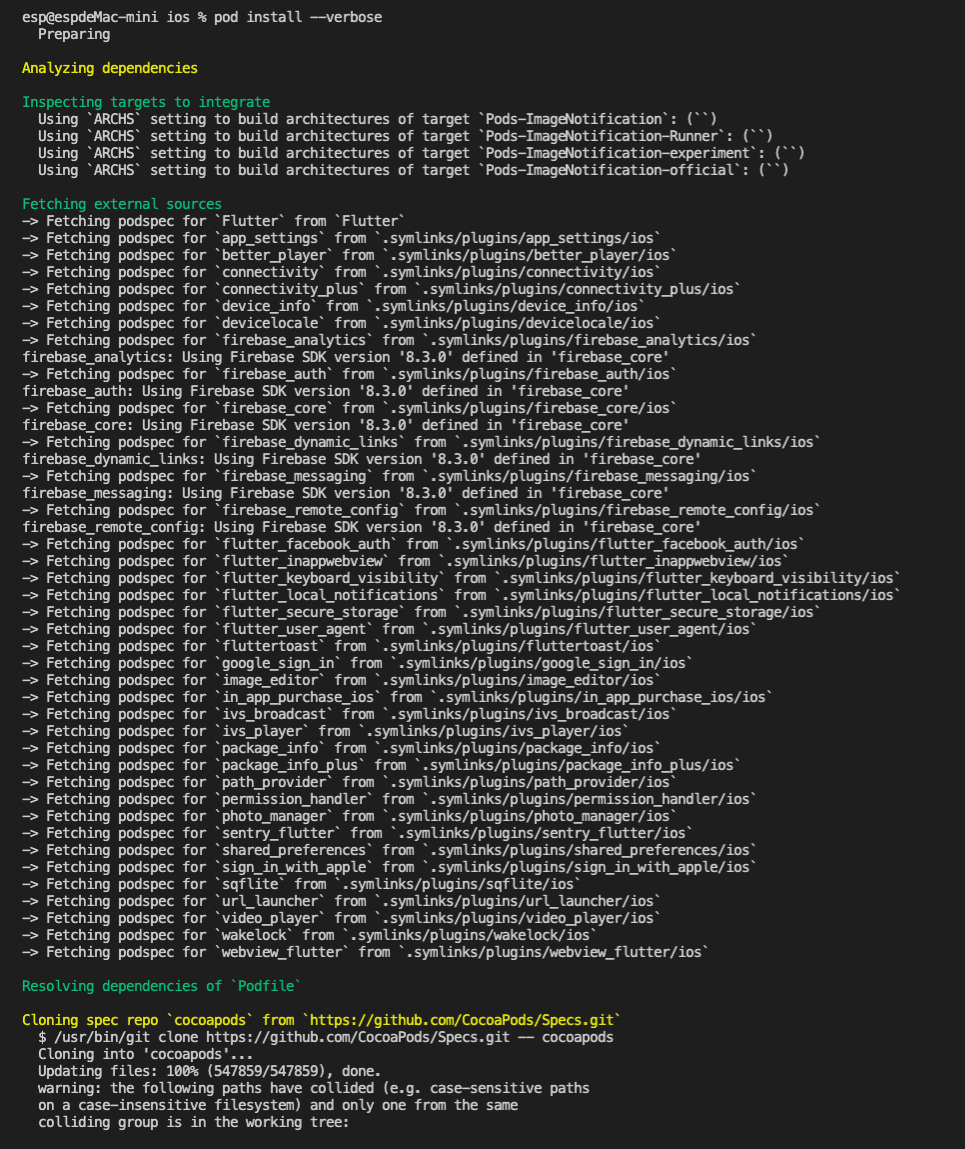 esp@espdeMac-mini ios % pod install --verbose
Preparing
Analyzing dependencies
Inspecting targets to integrate
Using `ARCHS` setting to build architectures of target `Pods-ImageNotification`: (``)
Using `ARCHS` setting to build architectures of target `Pods-ImageNotification-Runner`: (``)
Using `ARCHS` setting to build architectures of target `Pods-ImageNotification-experiment`: (``)
Using `ARCHS` setting to build architectures of target `Pods-ImageNotification-official`: (``)
Fetching external sources
-> Fetching podspec for `Flutter` from `Flutter`
-> Fetching podspec for `app_settings` from `.symlinks/plugins/app_settings/ios`
-> Fetching podspec for `better_player` from `.symlinks/plugins/better_player/ios`
-> Fetching podspec for `connectivity` from `.symlinks/plugins/connectivity/ios`
-> Fetching podspec for `connectivity_plus` from `.symlinks/plugins/connectivity_plus/ios`
-> Fetching podspec for `device_info` from `.symlinks/plugins/device_info/ios`
-> Fetching podspec for `devicelocale` from `.symlinks/plugins/devicelocale/ios`
-> Fetching podspec for `firebase_analytics` from `.symlinks/plugins/firebase_analytics/ios`
firebase_analytics: Using Firebase SDK version '8.3.0' defined in 'firebase_core'
-> Fetching podspec for `firebase_auth` from `.symlinks/plugins/firebase_auth/ios`
firebase_auth: Using Firebase SDK version '8.3.0' defined in 'firebase_core'
-> Fetching podspec for `firebase_core` from `.symlinks/plugins/firebase_core/ios`
firebase_core: Using Firebase SDK version '8.3.0' defined in 'firebase_core'
-> Fetching podspec for `firebase_dynamic_links` from `.symlinks/plugins/firebase_dynamic_links/ios`
firebase_dynamic_links: Using Firebase SDK version '8.3.0' defined in 'firebase_core'
-> Fetching podspec for `firebase_messaging` from `.symlinks/plugins/firebase_messaging/ios`
firebase_messaging: Using Firebase SDK version '8.3.0' defined in 'firebase_core'
-> Fetching podspec for `firebase_remote_config` from `.symlinks/plugins/firebase_remote_config/ios`
firebase_remote_config: Using Firebase SDK version '8.3.0' defined in 'firebase_core'
-> Fetching podspec for `flutter_facebook_auth` from `.symlinks/plugins/flutter_facebook_auth/ios`
-> Fetching podspec for `flutter_inappwebview` from `.symlinks/plugins/flutter_inappwebview/ios`
-> Fetching podspec for `flutter_keyboard_visibility` from `.symlinks/plugins/flutter_keyboard_visibility/ios`
-> Fetching podspec for `flutter_local_notifications` from `.symlinks/plugins/flutter_local_notifications/ios`
-> Fetching podspec for `flutter_secure_storage` from `.symlinks/plugins/flutter_secure_storage/ios`
-> Fetching podspec for `flutter_user_agent` from `.symlinks/plugins/flutter_user_agent/ios`
-> Fetching podspec for `fluttertoast` from `.symlinks/plugins/fluttertoast/ios`
-> Fetching podspec for `google_sign_in` from `.symlinks/plugins/google_sign_in/ios`
-> Fetching podspec for `image_editor` from `.symlinks/plugins/image_editor/ios`
-> Fetching podspec for `in_app_purchase_ios` from `.symlinks/plugins/in_app_purchase_ios/ios`
-> Fetching podspec for `ivs_broadcast` from `.symlinks/plugins/ivs_broadcast/ios`
-> Fetching podspec for `ivs_player` from `.symlinks/plugins/ivs_player/ios`
-> Fetching podspec for `package_info` from `.symlinks/plugins/package_info/ios`
-> Fetching podspec for `package_info_plus` from `.symlinks/plugins/package_info_plus/ios`
-> Fetching podspec for `path_provider` from `.symlinks/plugins/path_provider/ios`
-> Fetching podspec for `permission_handler` from `.symlinks/plugins/permission_handler/ios`
-> Fetching podspec for `photo_manager` from `.symlinks/plugins/photo_manager/ios`
-> Fetching podspec for `sentry_flutter` from `.symlinks/plugins/sentry_flutter/ios`
-> Fetching podspec for `shared_preferences` from `.symlinks/plugins/shared_preferences/ios`
-> Fetching podspec for `sign_in_with_apple` from `.symlinks/plugins/sign_in_with_apple/ios`
-> Fetching podspec for `sqflite` from `.symlinks/plugins/sqflite/ios`
-> Fetching podspec for `url_launcher` from `.symlinks/plugins/url_launcher/ios`
-> Fetching podspec for `video_player` from `.symlinks/plugins/video_player/ios`
-> Fetching podspec for `wakelock` from `.symlinks/plugins/wakelock/ios`
-> Fetching podspec for `webview_flutter` from `.symlinks/plugins/webview_flutter/ios`
Resolving dependencies of `Podfile`
Cloning spec repo `cocoapods` from `https://github.com/CocoaPods/Specs.git`
$ /usr/bin/git clone https://github.com/CocoaPods/Specs.git -- cocoapods
Cloning into 'cocoapods'...
Updating files: 100% (547859/547859), done.
warning: the following paths have collided (e.g. case-sensitive paths
on a case-insensitive filesystem) and only one from the same
colliding group is in the working tree: